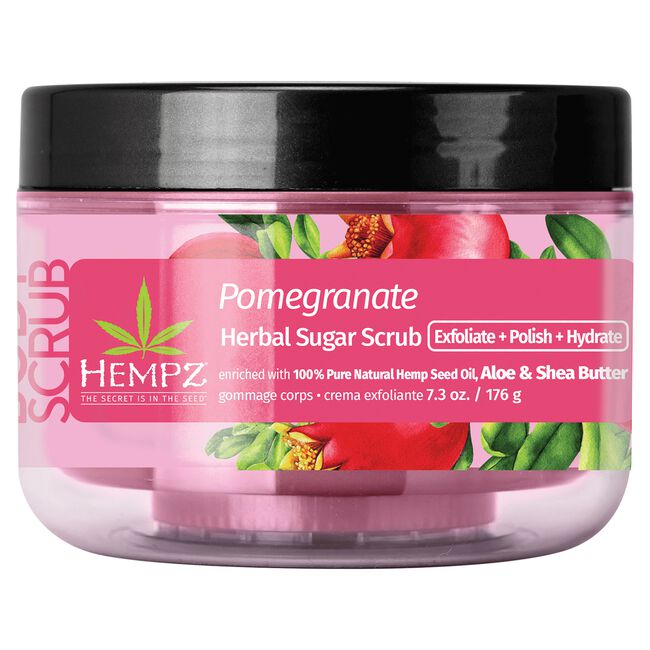 SCRUB
HEMPZ
THE SECRET IS IN THE SEED
Pomegranate
Herbal Sugar Scrub Exfoliate + Polish + Hydrate
enriched with 100% Pure Natural Hemp Seed Oil, Aloe & Shea Butter
gommage corps • crema exfoliante 7.3 oz. / 176 g